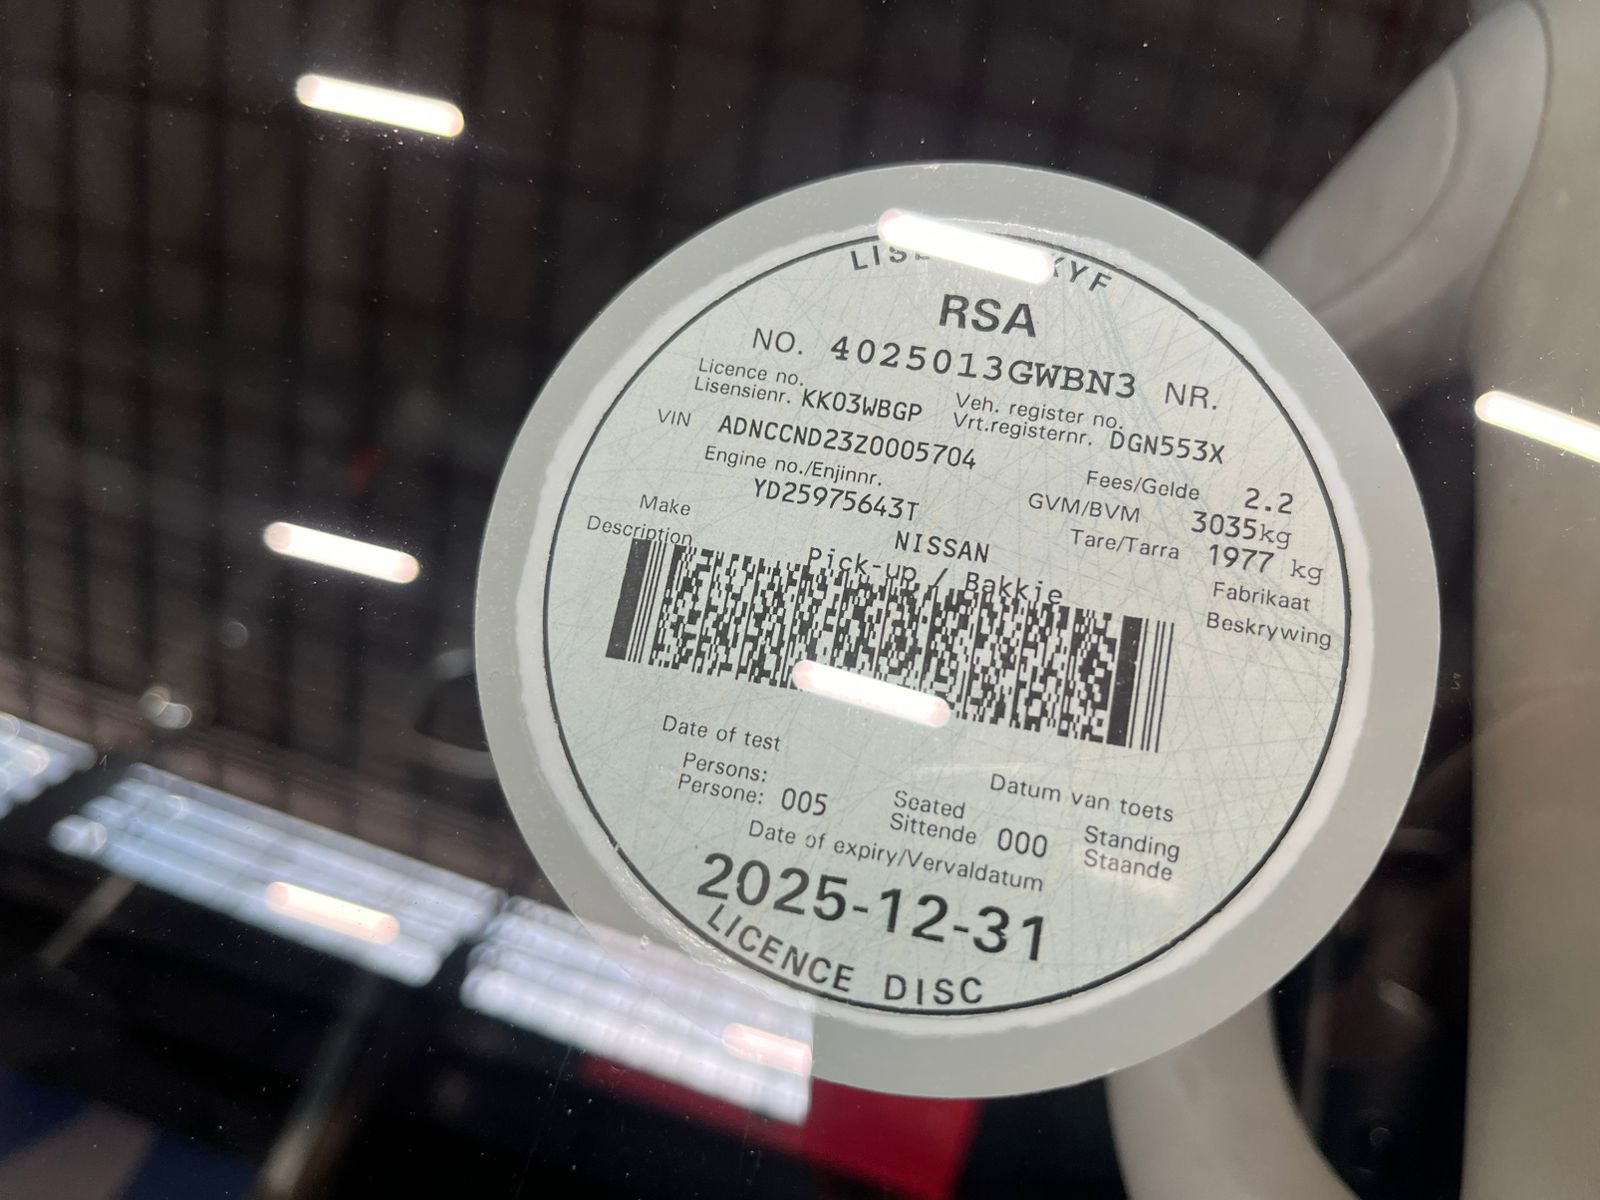 RSA
NO. 4025013GWBN3 NR.
Licence no. Lisensienr. KK03WBGP Veh. register no. Vrt.registernr. DGN553X
VIN ADNCCND23Z0005704
Engine no./Enjinnr. Fees/Gelde 2.2
YD25975643T GVM/BVM 3035kg
Tare/Tarra 1977 kg
Make NISSAN Fabrikaat
Description Pick-up / Bakkie Beskrywing
Date of test Datum van toets
Persons: Persone: 005 Seated Sittende 000 Standing Staande
Date of expiry/Vervaldatum
2025-12-31
LICENCE DISC